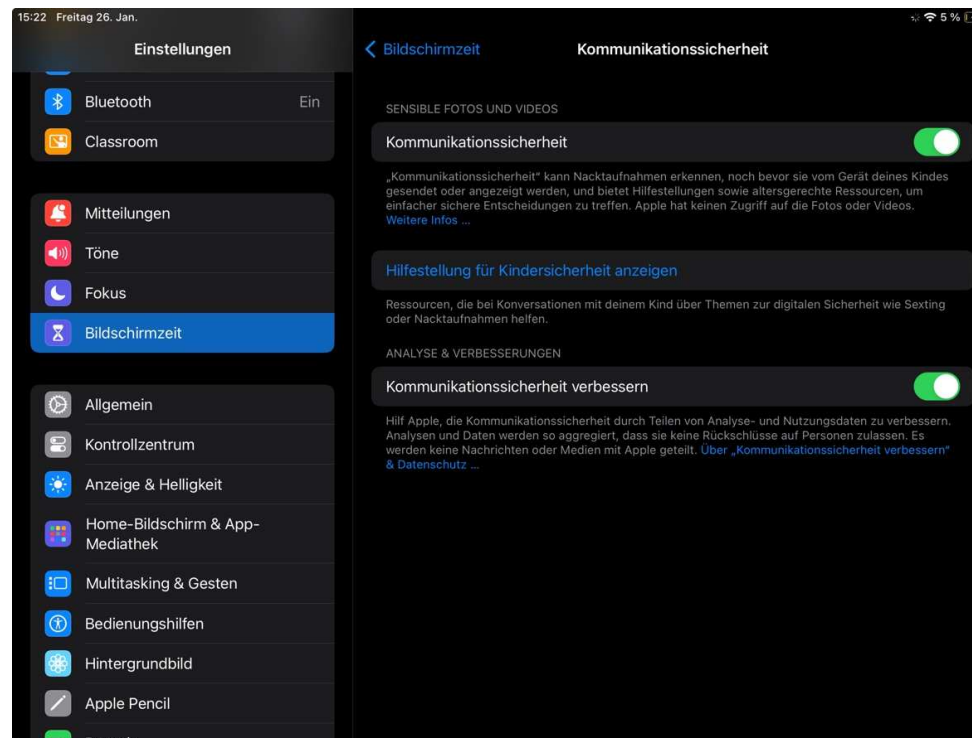 15:22 Freitag 26. Jan.
5 %
Einstellungen
Bluetooth
Ein
Classroom
Mitteilungen
Töne
Fokus
Bildschirmzeit
Allgemein
Kontrollzentrum
Anzeige & Helligkeit
Home-Bildschirm & App-
Mediathek
Multitasking & Gesten
Bedienungshilfen
Hintergrundbild
Apple Pencil
Bildschirmzeit
Kommunikationssicherheit
SENSIBLE FOTOS UND VIDEOS
Kommunikationssicherheit
„Kommunikationssicherheit“ kann Nacktaufnahmen erkennen, noch bevor sie vom Gerät deines Kindes
gesendet oder angezeigt werden, und bietet Hilfestellungen sowie altersgerechte Ressourcen, um
einfacher sichere Entscheidungen zu treffen. Apple hat keinen Zugriff auf die Fotos oder Videos.
Weitere Infos ...
Hilfestellung für Kindersicherheit anzeigen
Ressourcen, die bei Konversationen mit deinem Kind über Themen zur digitalen Sicherheit wie Sexting
oder Nacktaufnahmen helfen.
ANALYSE & VERBESSERUNGEN
Kommunikationssicherheit verbessern
Hilf Apple, die Kommunikationssicherheit durch Teilen von Analyse- und Nutzungsdaten zu verbessern.
Analysen und Daten werden so aggregiert, dass sie keine Rückschlüsse auf Personen zulassen. Es
werden keine Nachrichten oder Medien mit Apple geteilt. Über „Kommunikationssicherheit verbessern“
& Datenschutz ...